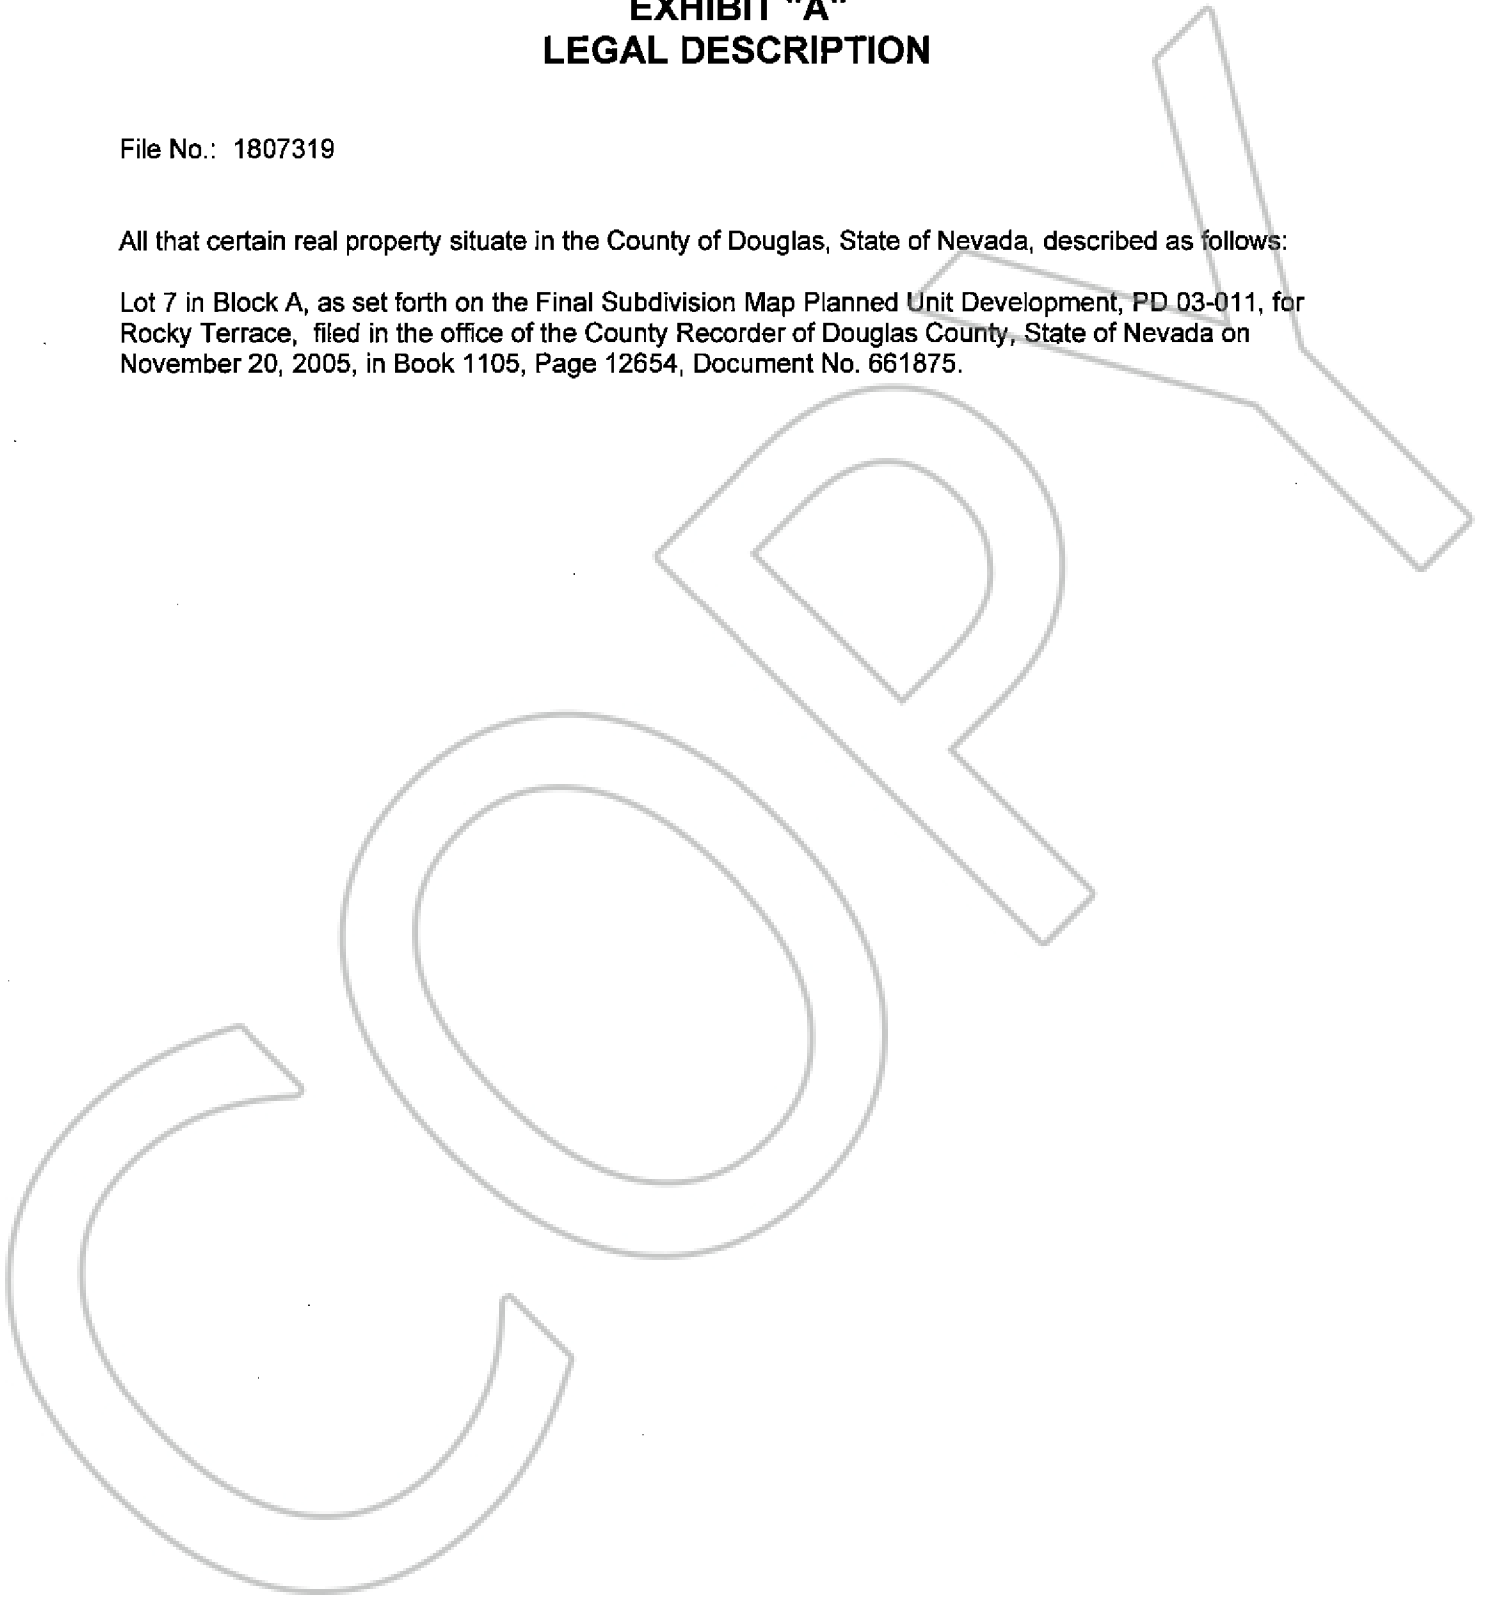 EXHIBIT "A"
LEGAL DESCRIPTION
File No.: 1807319
All that certain real property situate in the County of Douglas, State of Nevada, described as follows:
Lot 7 in Block A, as set forth on the Final Subdivision Map Planned Unit Development, PD 03-011, for
Rocky Terrace, filed in the office of the County Recorder of Douglas County, State of Nevada on
November 20, 2005, in Book 1105, Page 12654, Document No. 661875.
COPY